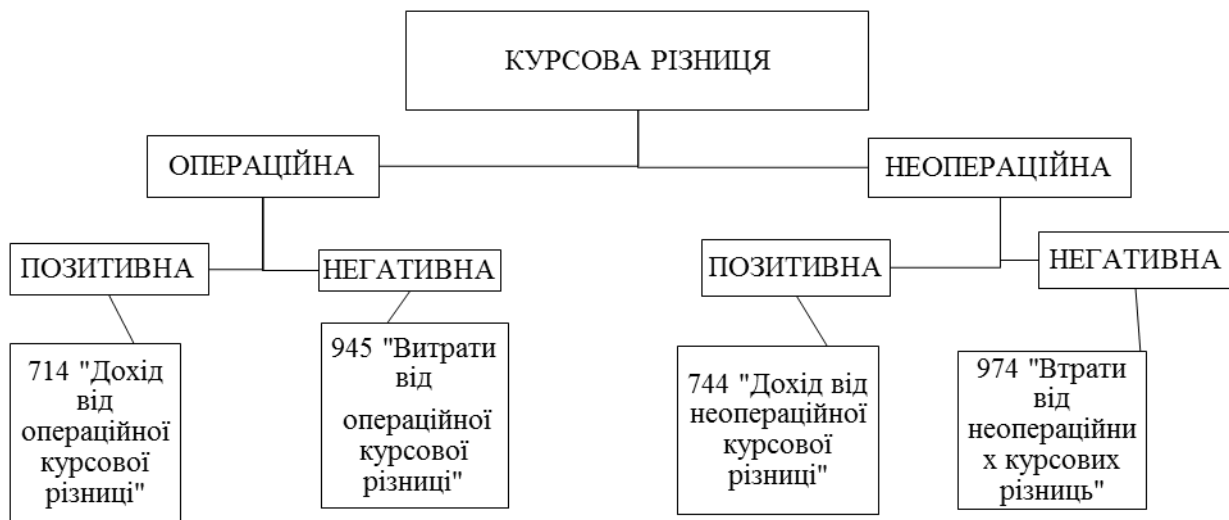 КУРСОВА РІЗНИЦЯ
ОПЕРАЦІЙНА
НЕОПЕРАЦІЙНА
ПОЗИТИВНА
НЕГАТИВНА
ПОЗИТИВНА
НЕГАТИВНА
714 "Дохід
від
операційної
курсової
різниці"
945 "Витрати
від
операційної
курсової
різниці"
744 "Дохід від
неопераційної
курсової
різниці"
974 "Втрати
від
неопераційни
х курсових
різниць"